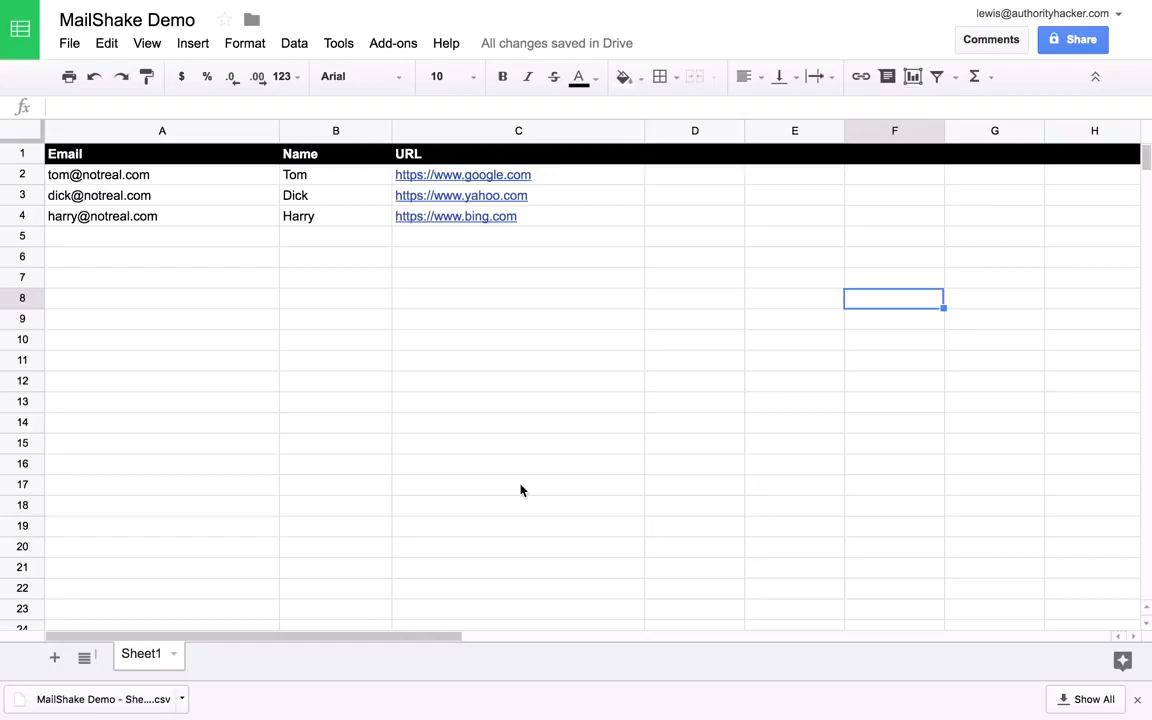 MailShake Demo
lewis@authorityhacker.com
File Edit View Insert Format Data Tools Add-ons Help All changes saved in Drive
Comments Share
$ % .0 .00 123 Arial 10 B I S A Σ
fx
A B C D E F G H
1 Email Name URL
2 tom@notreal.com Tom https://www.google.com
3 dick@notreal.com Dick https://www.yahoo.com
4 harry@notreal.com Harry https://www.bing.com
5
6
7
8
9
10
11
12
13
14
15
16
17
18
19
20
21
22
23
24
+ Sheet1
MailShake Demo - She....csv Show All ×